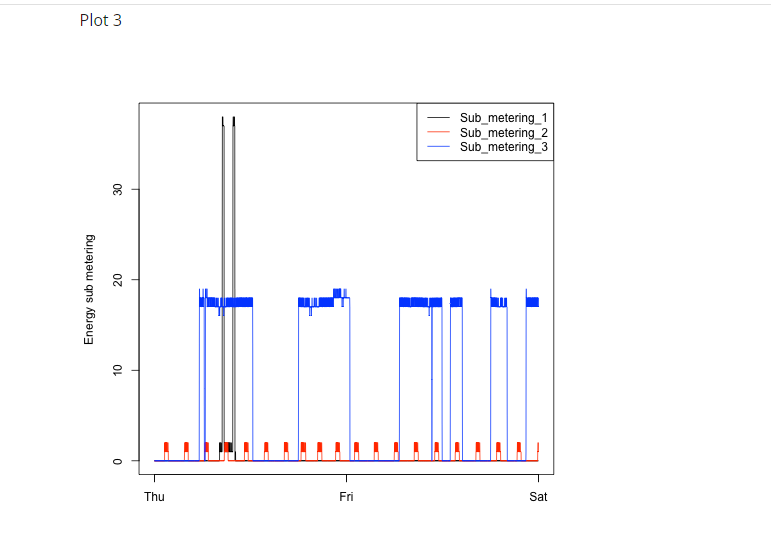 Plot 3
Sub_metering_1
Sub_metering_2
Sub_metering_3
Energy sub metering
30
20
10
0
Thu
Fri
Sat